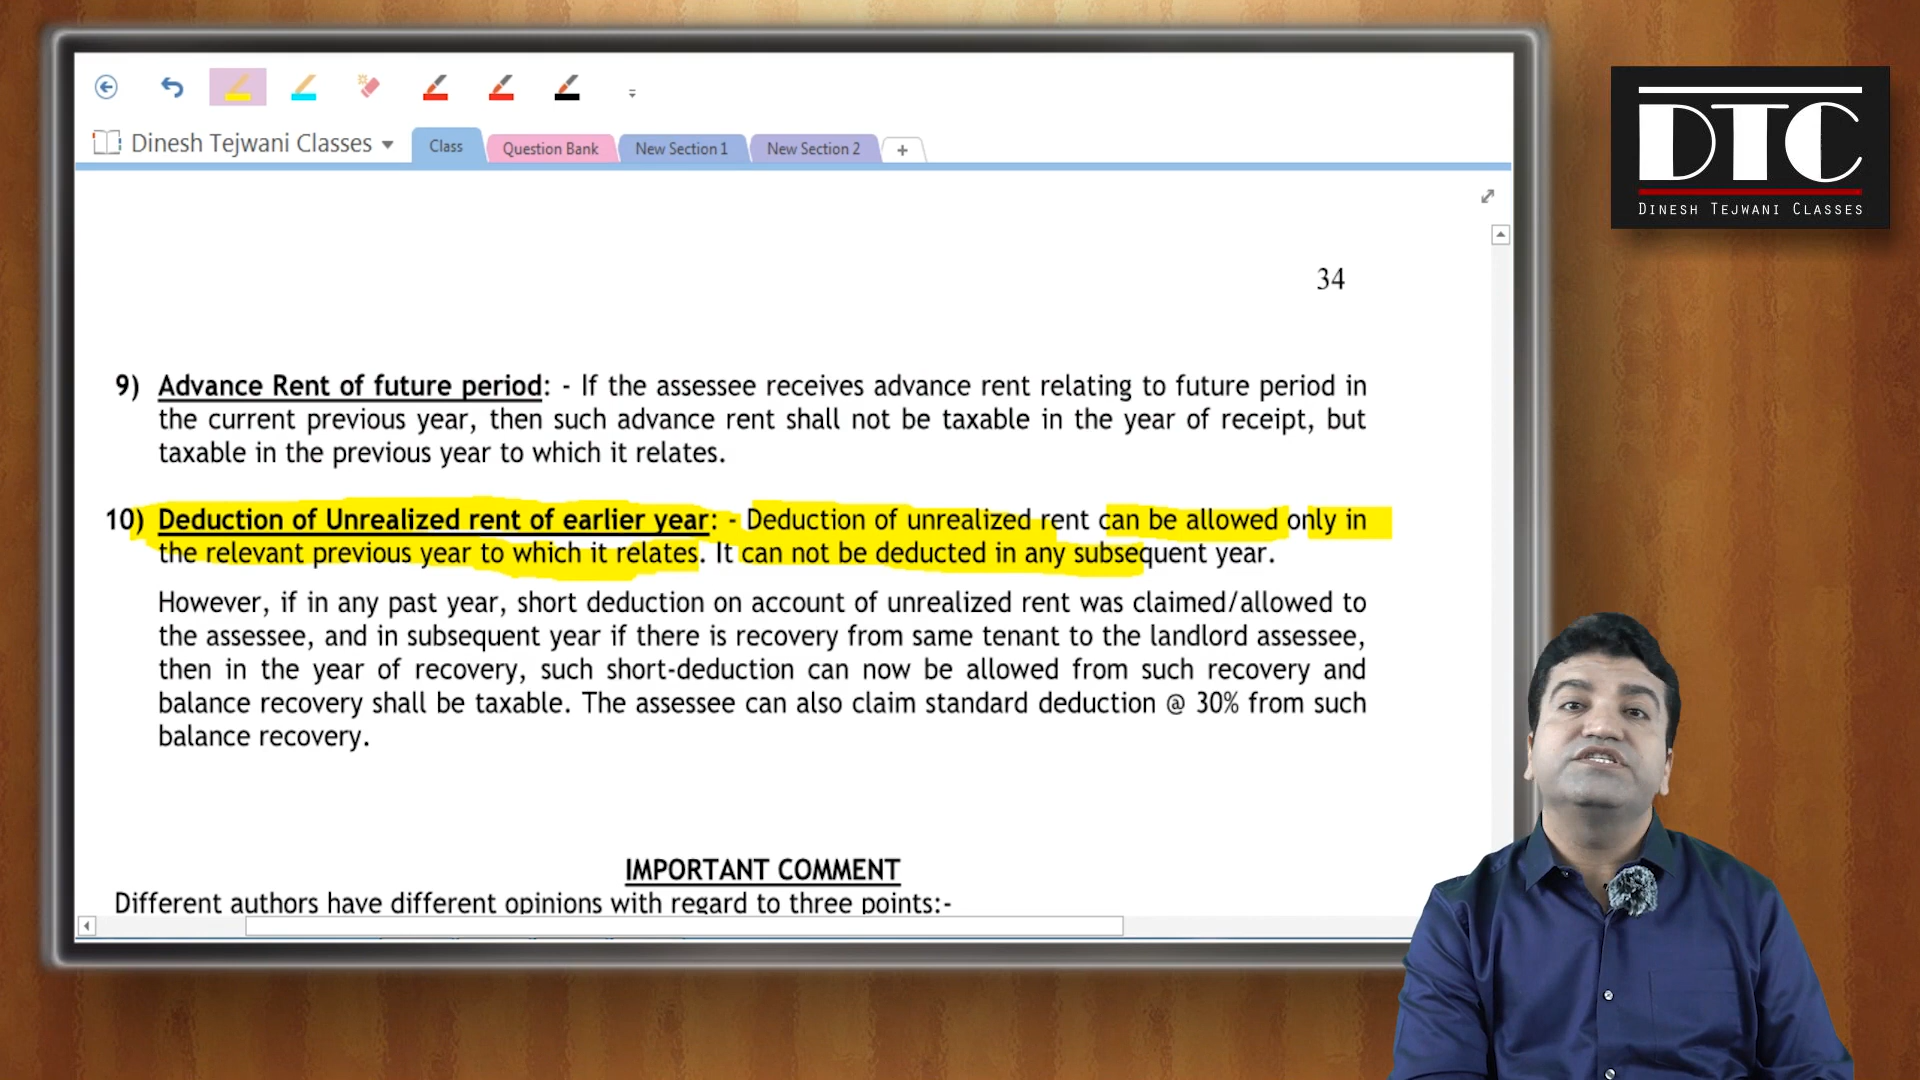 Dinesh Tejwani Classes
Class
Question Bank
New Section 1
New Section 2
DTC
DINESH TEJWANI CLASSES
34
9) Advance Rent of future period: - If the assessee receives advance rent relating to future period in
the current previous year, then such advance rent shall not be taxable in the year of receipt, but
taxable in the previous year to which it relates.
10) Deduction of Unrealized rent of earlier year: - Deduction of unrealized rent can be allowed only in
the relevant previous year to which it relates. It can not be deducted in any subsequent year.
However, if in any past year, short deduction on account of unrealized rent was claimed/allowed to
the assessee, and in subsequent year if there is recovery from same tenant to the landlord assessee,
then in the year of recovery, such short-deduction can now be allowed from such recovery and
balance recovery shall be taxable. The assessee can also claim standard deduction @ 30% from such
balance recovery.
IMPORTANT COMMENT
Different authors have different opinions with regard to three points:-